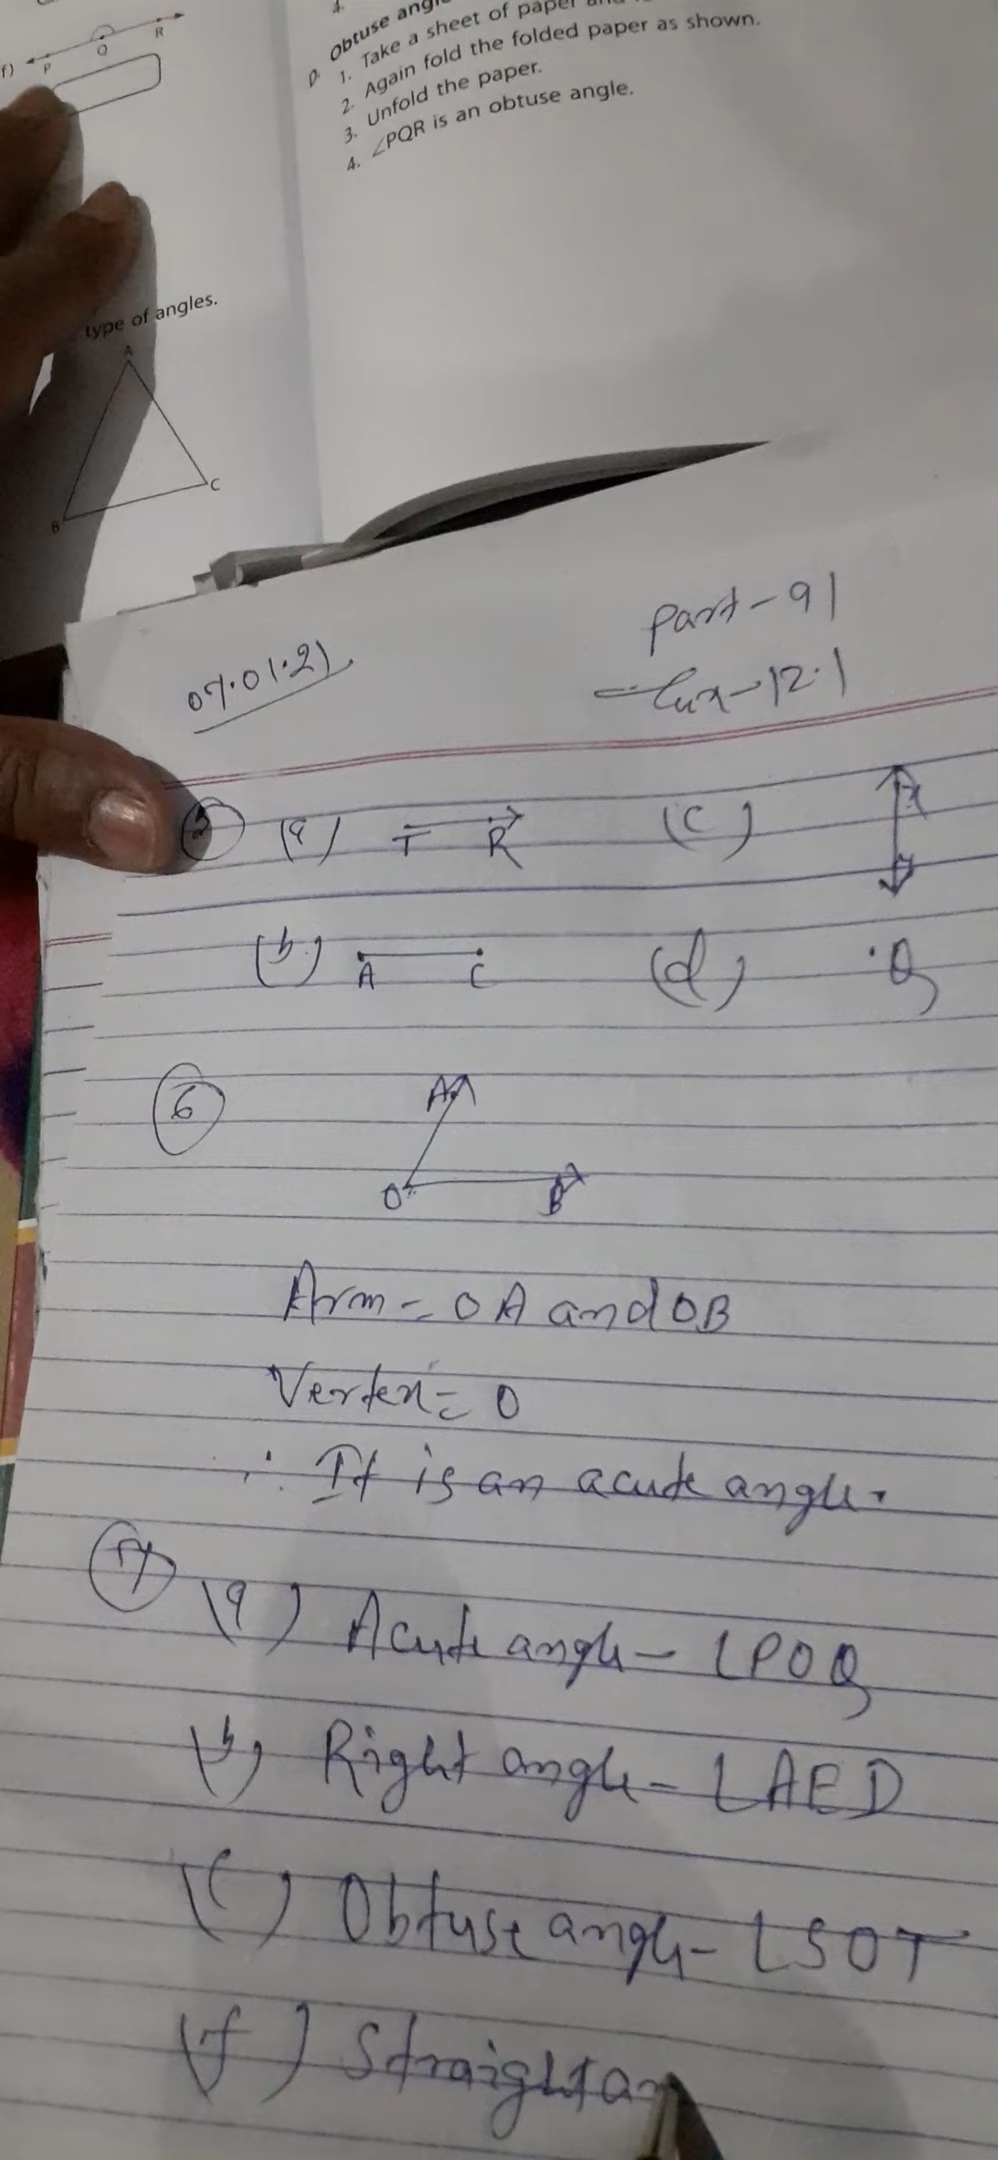 f)
P
O
R
4.
D. Obtuse angle
1. Take a sheet of paper
2. Again fold the folded paper as shown.
3. Unfold the paper.
4. ∠PQR is an obtuse angle.
type of angles.
A
B
C
07.01.21
Part-91
Ex-12.1
(a) T R
(c)
(b) A C
(d) .Q
6
A
O B
Arm = OA and OB
Vertex = O
∴ It is an acute angle.
7 (a) Acute angle - ∠POQ
(b) Right angle - ∠AED
(c) Obtuse angle - ∠SOT
(f) Straight an